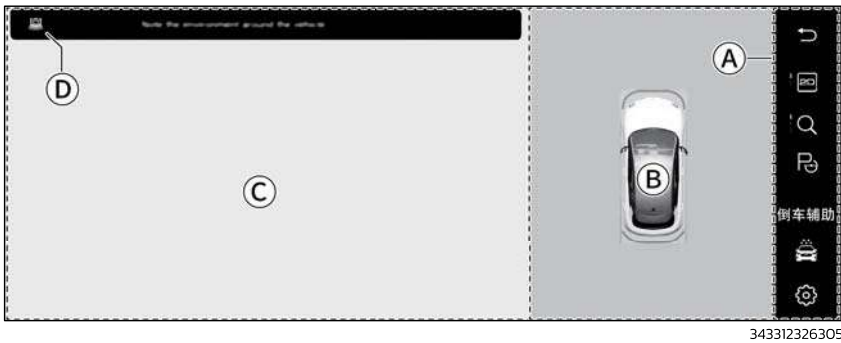 Note the environment around the vehicle
D
A
2D
C
B
P
倒车辅助
343312326305